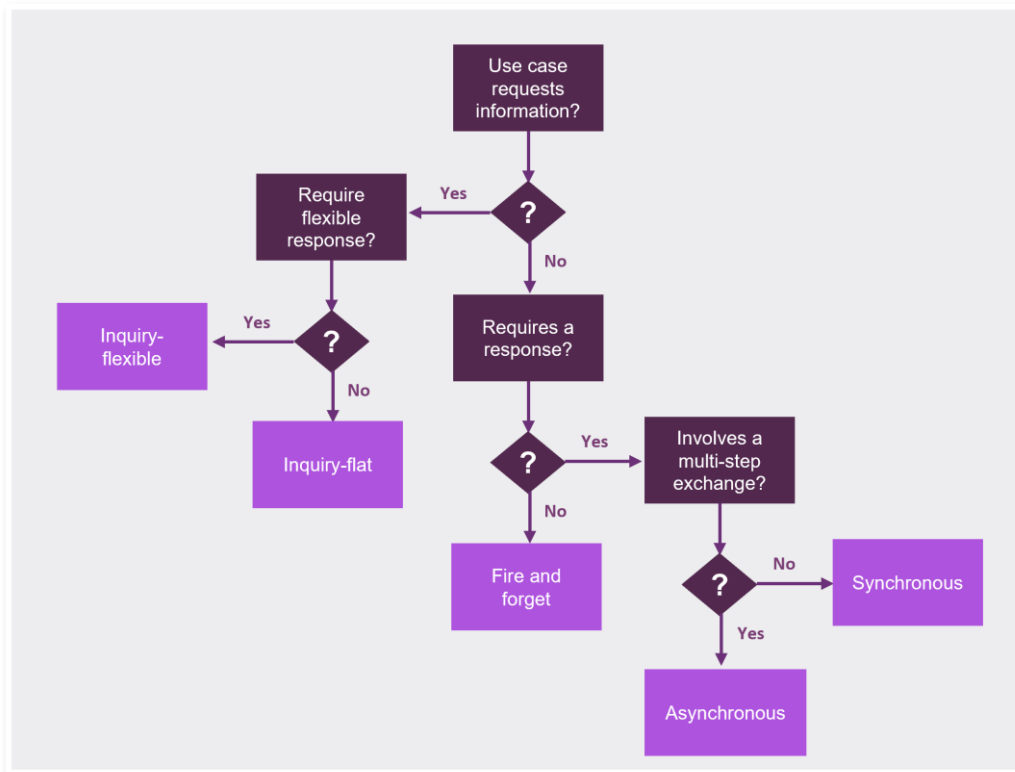 Use case
requests
information?
?
Yes
No
Require
flexible
response?
?
Yes
No
Inquiry-
flexible
Inquiry-flat
Requires a
response?
?
Yes
No
Involves a
multi-step
exchange?
Fire and
forget
?
No
Yes
Synchronous
Asynchronous